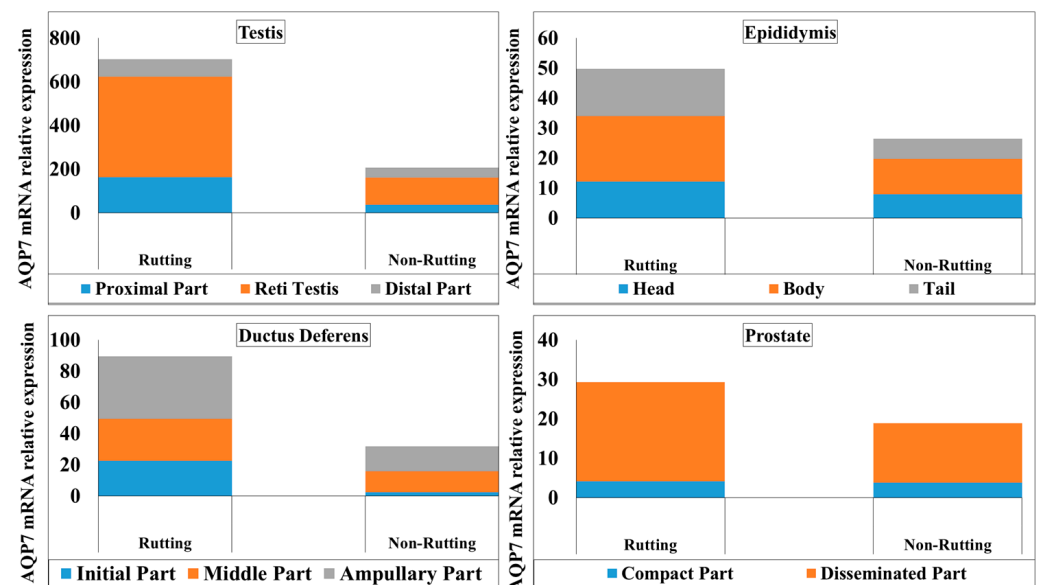 Testis
AQP7 mRNA relative expression
800
600
400
200
0
Rutting Non-Rutting
Proximal Part Reti Testis Distal Part
Epididymis
AQP7 mRNA relative expression
60
50
40
30
20
10
0
Rutting Non-Rutting
Head Body Tail
Ductus Deferens
AQP7 mRNA relative expression
100
80
60
40
20
0
Rutting Non-Rutting
Initial Part Middle Part Ampullary Part
Prostate
AQP7 mRNA relative expression
40
30
20
10
0
Rutting Non-Rutting
Compact Part Disseminated Part